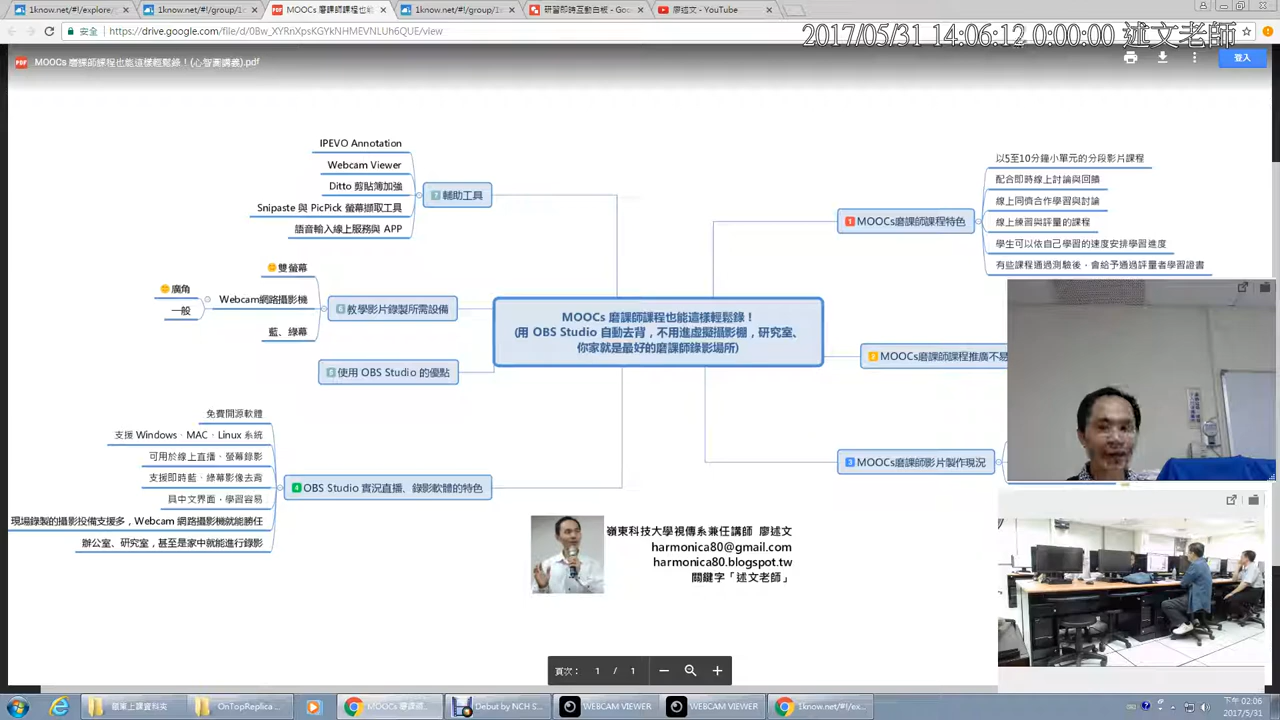 1know.net/#!/explore/
1know.net/#!/group/1
MOOCs 磨課師課程也能
1know.net/#!/group/1
研習即時互動白板 - Goo
廖述文 - YouTube
安全
https://drive.google.com/file/d/0Bw_XYRnXpsKGYkNHMEVNLUh6QUE/view
2017/05/31 14:06:12 0:00:00 述文老師
MOOCs 磨課師課程也能這樣輕鬆錄！(心智圖講義).pdf
登入
IPEVO Annotation
Webcam Viewer
Ditto 剪貼簿加強
Snipaste 與 PicPick 螢幕擷取工具
語音輸入線上服務與 APP
輔助工具
雙螢幕
廣角
Webcam網路攝影機
一般
藍、綠幕
教學影片錄製所需設備
使用 OBS Studio 的優點
免費開源軟體
支援 Windows、MAC、Linux 系統
可用於線上直播、螢幕錄影
支援即時藍、綠幕影像去背
具中文界面，學習容易
現場錄製的攝影設備支援多，Webcam 網路攝影機就能勝任
辦公室、研究室，甚至是家中就能進行錄影
4 OBS Studio 實況直播、錄影軟體的特色
MOOCs 磨課師課程也能這樣輕鬆錄！
(用 OBS Studio 自動去背，不用進虛擬攝影棚，研究室、
你家就是最好的磨課師錄影場所)
以5至10分鐘小單元的分段影片課程
配合即時線上討論與回饋
線上同儕合作學習與討論
線上練習與評量的課程
學生可以依自己學習的速度安排學習進度
有些課程通過測驗後，會給予通過評量者學習證書
1 MOOCs磨課師課程特色
MOOCs磨課師課程推廣不易
3 MOOCs磨課師影片製作現況
嶺東科技大學視傳系兼任講師 廖述文
harmonica80@gmail.com
harmonica80.blogspot.tw
關鍵字「述文老師」
頁次： 1 / 1
嶺東上課資料夾
OnTopReplica
MOOCs 磨課
Debut by NCH S
WEBCAM VIEWER
WEBCAM VIEWER
1know.net/#!/ex
下午 02:06
2017/5/31